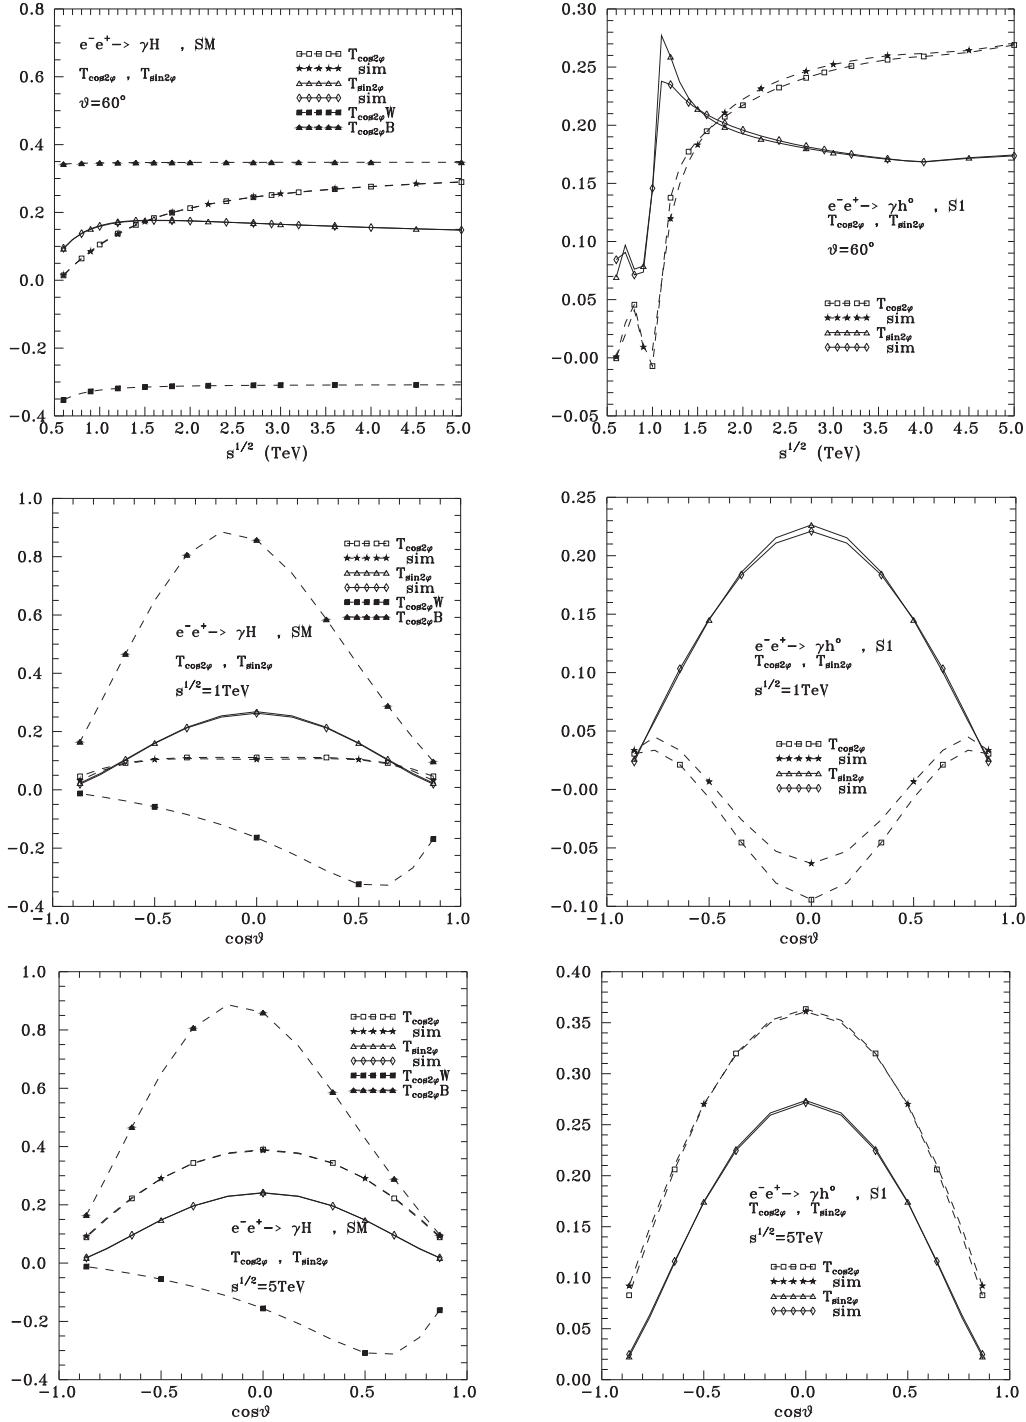 0.8
0.6
0.4
0.2
0.0
−0.2
−0.4
0.5 1.0 1.5 2.0 2.5 3.0 3.5 4.0 4.5 5.0
s^1/2 (TeV)
e⁻e⁺−> γH , SM
T_cos2φ , T_sin2φ
ϑ=60°
T_cos2φ
sim
T_sin2φ
sim
T_cos2φW
T_cos2φB
0.30
0.25
0.20
0.15
0.10
0.05
−0.00
−0.05
0.5 1.0 1.5 2.0 2.5 3.0 3.5 4.0 4.5 5.0
s^1/2 (TeV)
e⁻e⁺−> γh° , S1
T_cos2φ , T_sin2φ
ϑ=60°
T_cos2φ
sim
T_sin2φ
sim
1.0
0.8
0.6
0.4
0.2
0.0
−0.2
−0.4
−1.0 −0.5 0.0 0.5 1.0
cosϑ
T_cos2φ
sim
T_sin2φ
sim
T_cos2φW
T_cos2φB
e⁻e⁺−> γH , SM
T_cos2φ , T_sin2φ
s^1/2=1TeV
0.25
0.20
0.15
0.10
0.05
−0.00
−0.05
−0.10
−1.0 −0.5 0.0 0.5 1.0
cosϑ
e⁻e⁺−> γh° , S1
T_cos2φ , T_sin2φ
s^1/2=1TeV
T_cos2φ
sim
T_sin2φ
sim
1.0
0.8
0.6
0.4
0.2
0.0
−0.2
−0.4
−1.0 −0.5 0.0 0.5 1.0
cosϑ
T_cos2φ
sim
T_sin2φ
sim
T_cos2φW
T_cos2φB
e⁻e⁺−> γH , SM
T_cos2φ , T_sin2φ
s^1/2=5TeV
0.40
0.35
0.30
0.25
0.20
0.15
0.10
0.05
0.00
−1.0 −0.5 0.0 0.5 1.0
cosϑ
e⁻e⁺−> γh° , S1
T_cos2φ , T_sin2φ
s^1/2=5TeV
T_cos2φ
sim
T_sin2φ
sim